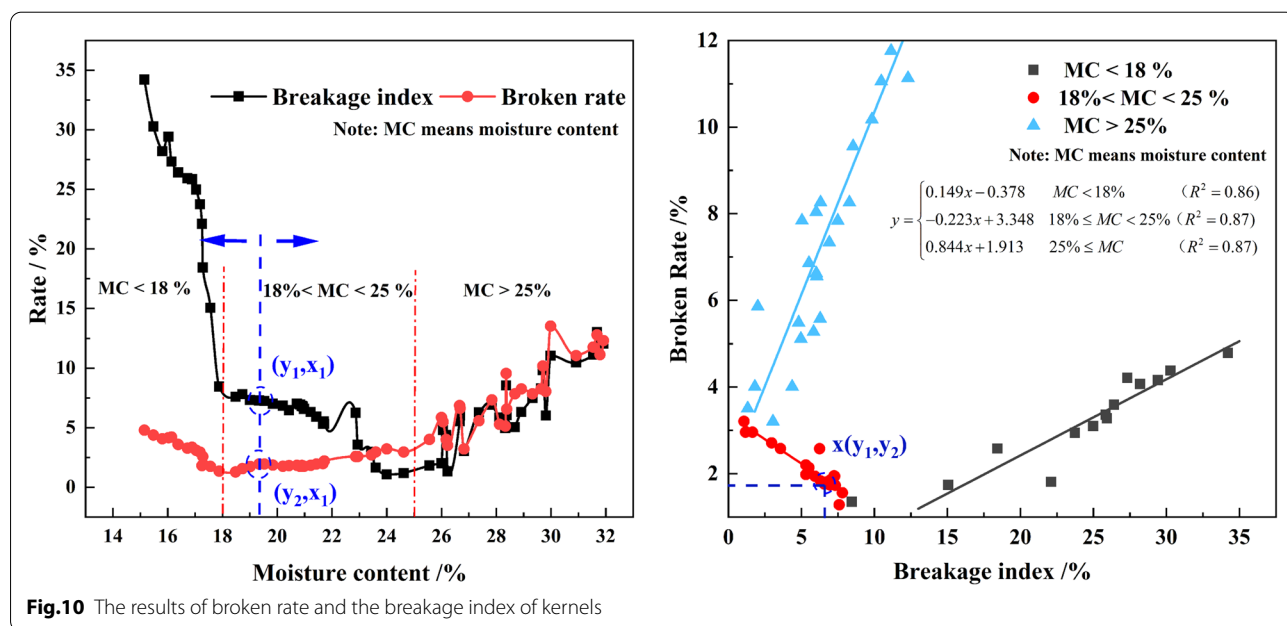 Breakage index
Broken rate
Note: MC means moisture content
MC < 18 %
18%< MC < 25 %
MC > 25%
(y₁,x₁)
(y₂,x₁)
Rate / %
35
30
25
20
15
10
5
0
14 16 18 20 22 24 26 28 30 32
Moisture content /%
MC < 18 %
18%< MC < 25 %
MC > 25%
Note: MC means moisture content
0.149x−0.378 MC <18% (R² = 0.86)
y = −0.223x+3.348 18%≤ MC < 25% (R² = 0.87)
0.844x+1.913 25%≤ MC (R² = 0.87)
x(y₁,y₂)
Broken Rate /%
12
10
8
6
4
2
0 5 10 15 20 25 30 35
Breakage index /%
Fig.10 The results of broken rate and the breakage index of kernels